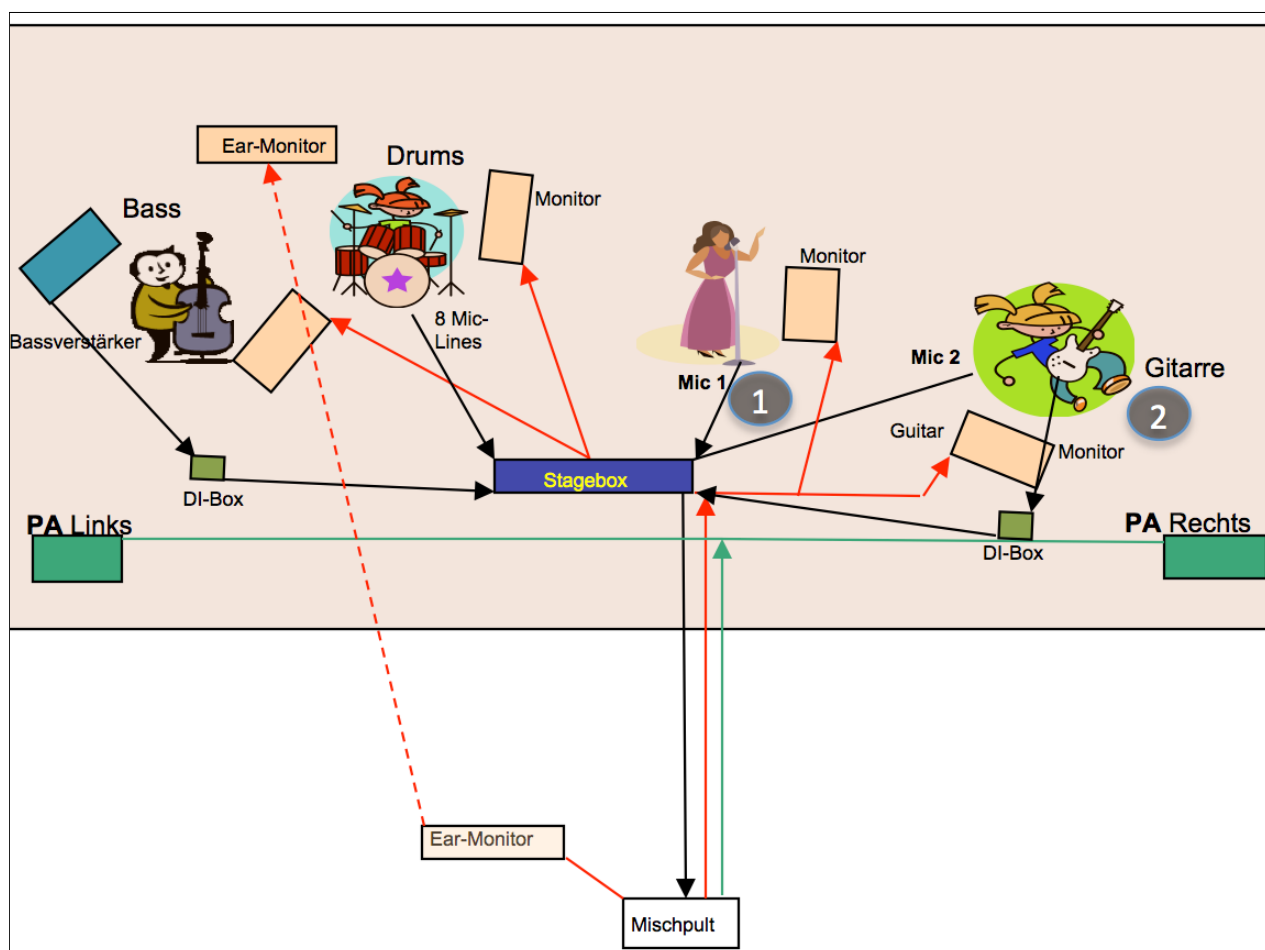 Ear-Monitor
Drums
Monitor
Bass
Monitor
8 Mic-
Lines
Bassverstärker
Mic 1
1
Mic 2
Gitarre
2
Guitar
Monitor
Stagebox
DI-Box
PA Links
PA Rechts
DI-Box
Ear-Monitor
Mischpult